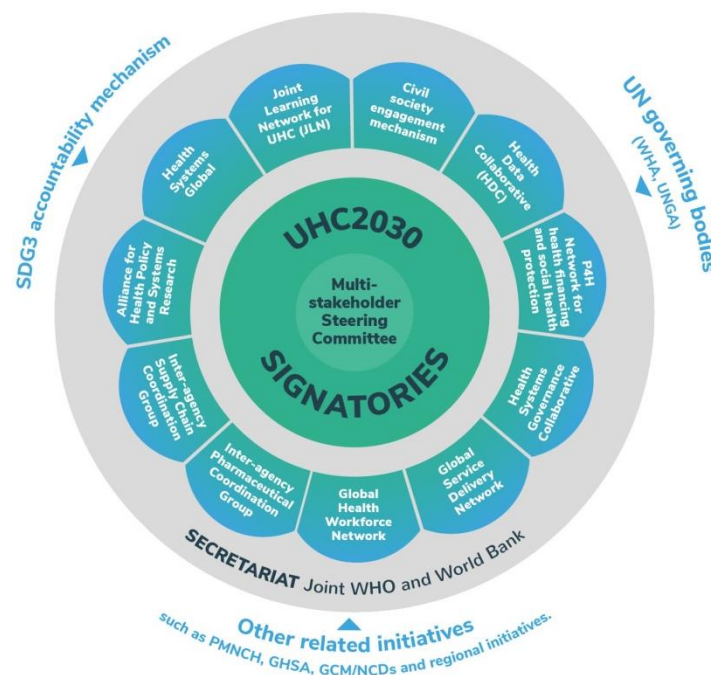 SDG3 accountability mechanism
UN governing bodies
(WHA, UNGA)
Joint
Learning
Network for
UHC (JLN)
Civil
society
engagement
mechanism
Health
Data
Collaborative
(HDC)
P4H
Network for
health financing
and social health
protection
Health
Systems
Governance
Collaborative
Global
Service
Delivery
Network
Global
Health
Workforce
Network
Inter-agency
Pharmaceutical
Coordination
Group
Inter-agency
Supply Chain
Coordination
Group
Alliance for
Health Policy
and Systems
Research
Health
Systems
Global
UHC2030
Multi-
stakeholder
Steering
Committee
SIGNATORIES
SECRETARIAT Joint WHO and World Bank
Other related initiatives
such as PMNCH, GHSA, GCM/NCDs and regional initiatives.